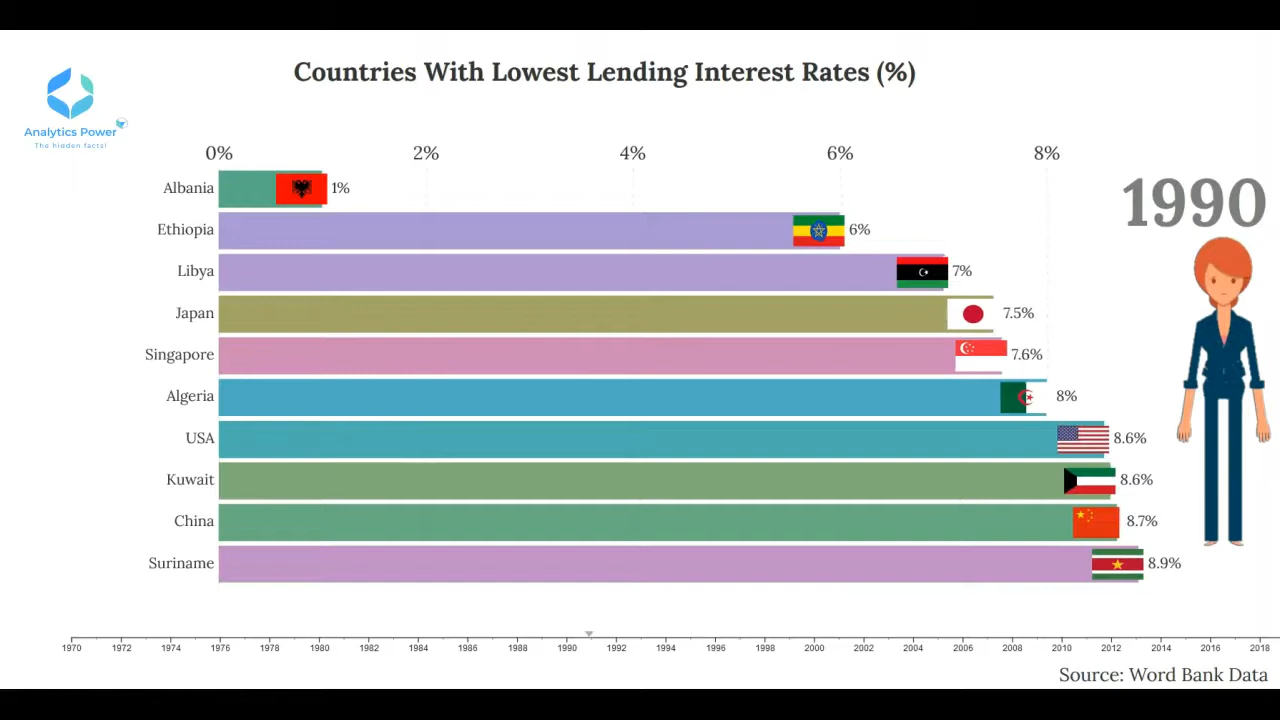 Countries With Lowest Lending Interest Rates (%)
Analytics Power
The hidden facts!
0% 2% 4% 6% 8%
1990
Albania 1%
Ethiopia 6%
Libya 7%
Japan 7.5%
Singapore 7.6%
Algeria 8%
USA 8.6%
Kuwait 8.6%
China 8.7%
Suriname 8.9%
1970 1972 1974 1976 1978 1980 1982 1984 1986 1988 1990 1992 1994 1996 1998 2000 2002 2004 2006 2008 2010 2012 2014 2016 2018
Source: Word Bank Data